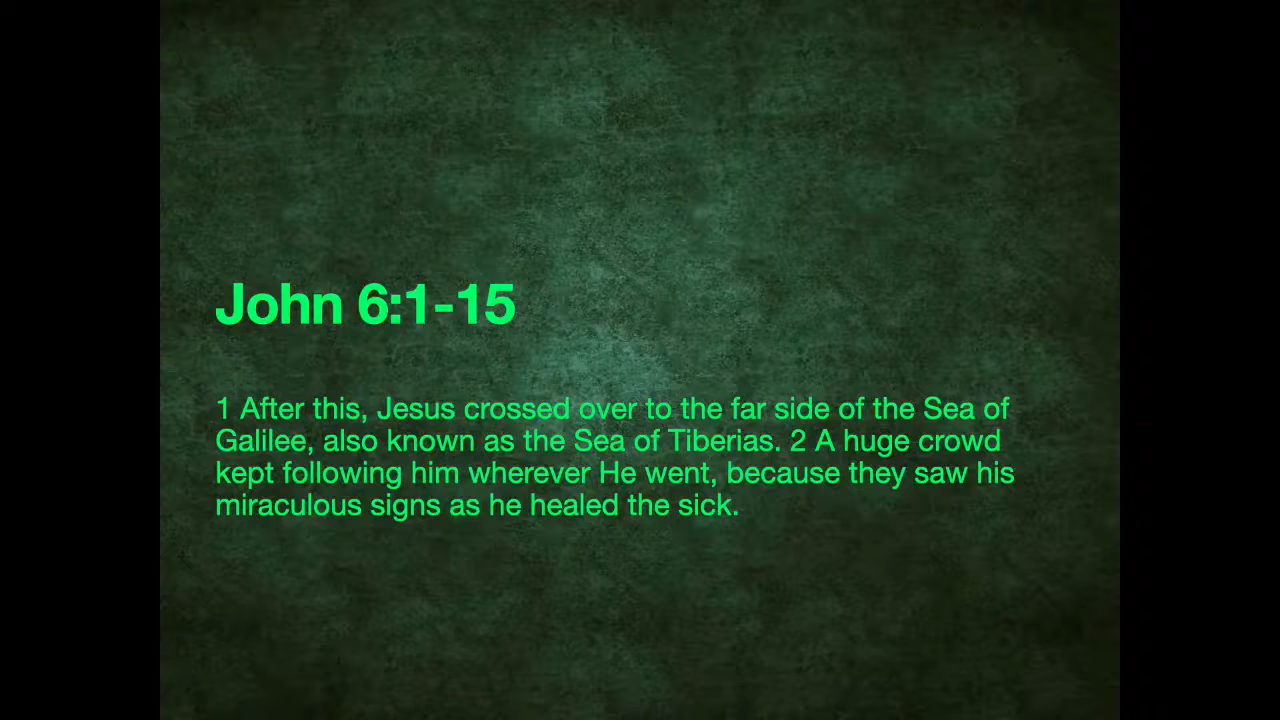 John 6:1-15
1 After this, Jesus crossed over to the far side of the Sea of
Galilee, also known as the Sea of Tiberias. 2 A huge crowd
kept following him wherever He went, because they saw his
miraculous signs as he healed the sick.